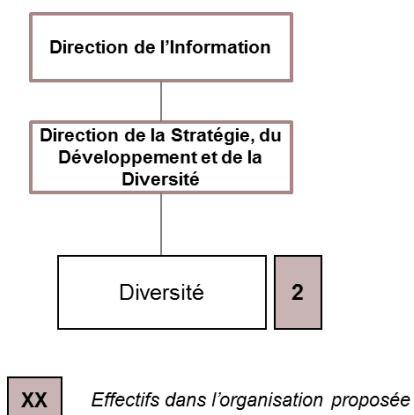 Direction de l'Information
Direction de la Stratégie, du
Développement et de la
Diversité
Diversité 2
XX Effectifs dans l'organisation proposée